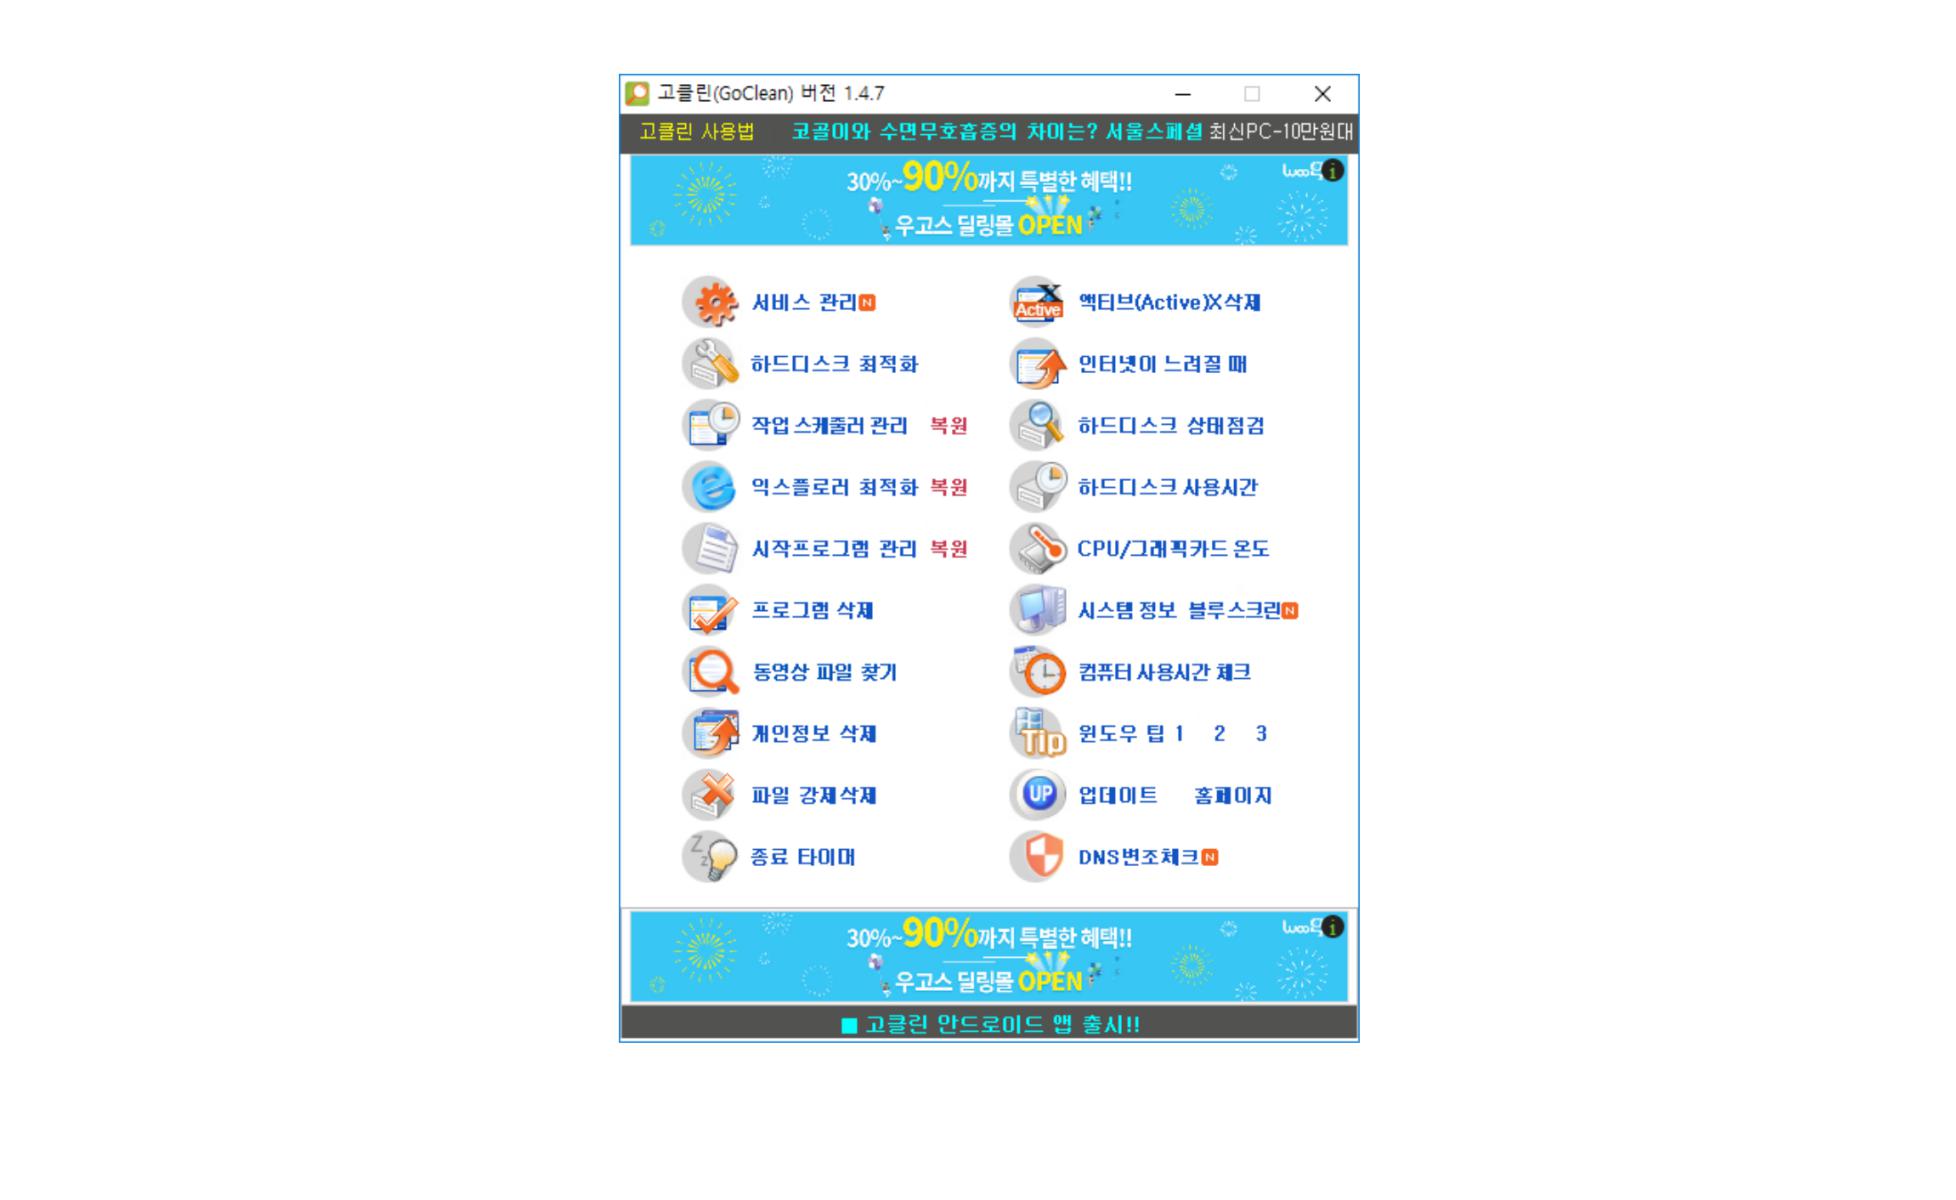 고클린(GoClean) 버전 1.4.7
고클린 사용법 코골이와 수면무호흡증의 차이는? 서울스페셜 최신PC-10만원대
30%~90%까지 특별한 혜택!!
우고스 딜링몰 OPEN
서비스 관리 N
액티브(Active)X삭제
Active X
하드디스크 최적화
인터넷이 느려질 때
작업 스케줄러 관리 복원
하드디스크 상태점검
익스플로러 최적화 복원
하드디스크 사용시간
시작프로그램 관리 복원
CPU/그래픽카드 온도
프로그램 삭제
시스템 정보 블루스크린 N
동영상 파일 찾기
컴퓨터 사용시간 체크
개인정보 삭제
Tip
윈도우 팁 1 2 3
파일 강제삭제
UP
업데이트 홈페이지
Zz
종료 타이머
DNS변조체크 N
30%~90%까지 특별한 혜택!!
우고스 딜링몰 OPEN
■ 고클린 안드로이드 앱 출시!!